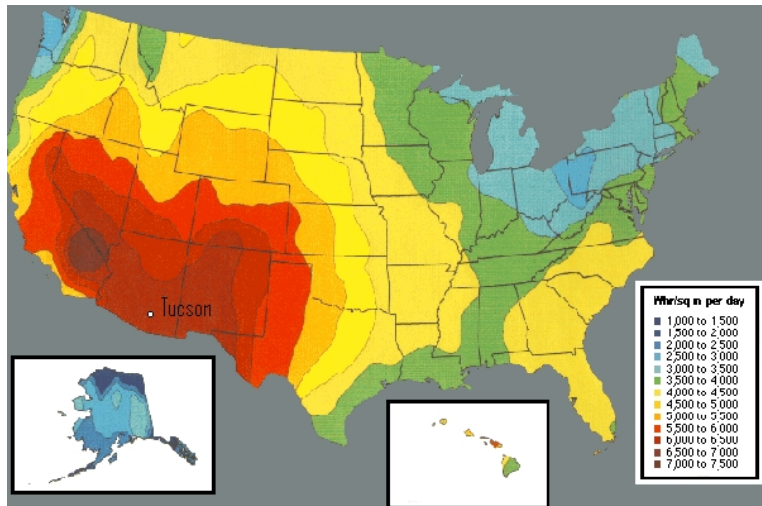 Tucson
Whr/sq m per day
1,000 to 1,500
1,500 to 2,000
2,000 to 2,500
2,500 to 3,000
3,000 to 3,500
3,500 to 4,000
4,000 to 4,500
4,500 to 5,000
5,000 to 5,500
5,500 to 6,000
6,000 to 6,500
6,500 to 7,000
7,000 to 7,500